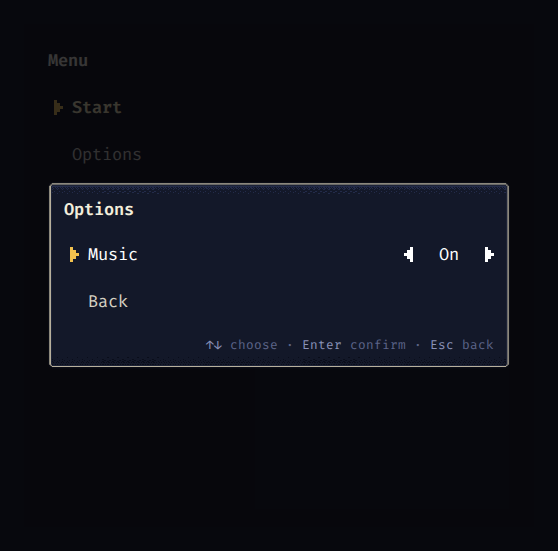 Menu
Start
Options
Options
Music On
Back
↑↓ choose · Enter confirm · Esc back